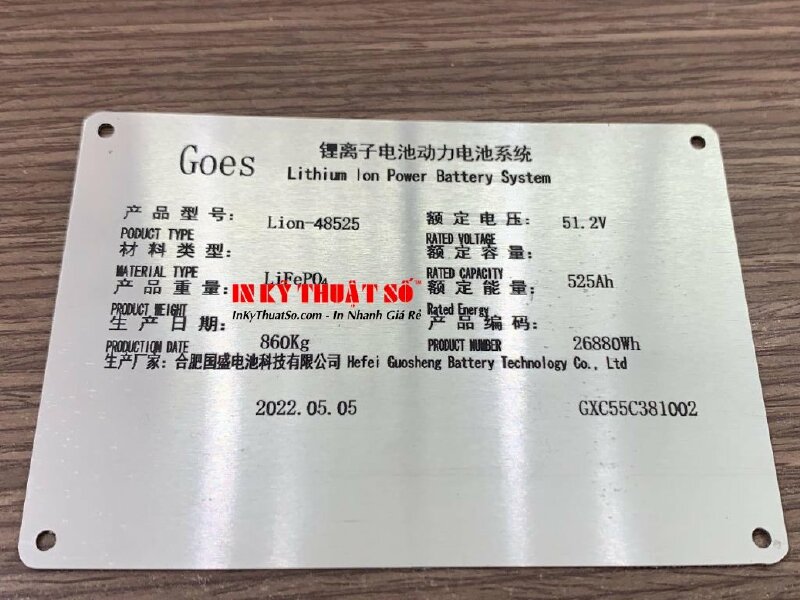 Goes
锂离子电池动力电池系统
Lithium Ion Power Battery System
产品型号: Lion-48525 额定电压: 51.2V
PODUCT TYPE RATED VOLTAGE
材料类型: 额定容量:
MATERIAL TYPE LiFePO4 RATED CAPACITY 525Ah
产品重量: 额定能量:
IN KỸ THUẬT SỐ TM
PRODUCT WEIGHT Rated Energy
InKyThuatSo.com - In Nhanh Giá Rẻ
生产日期: 产品编码:
PRODUCTION DATE 860Kg PRODUCT NUMBER 26880Wh
生产厂家: 合肥国盛电池科技有限公司 Hefei Guosheng Battery Technology Co., Ltd
2022.05.05 GXC55C381002